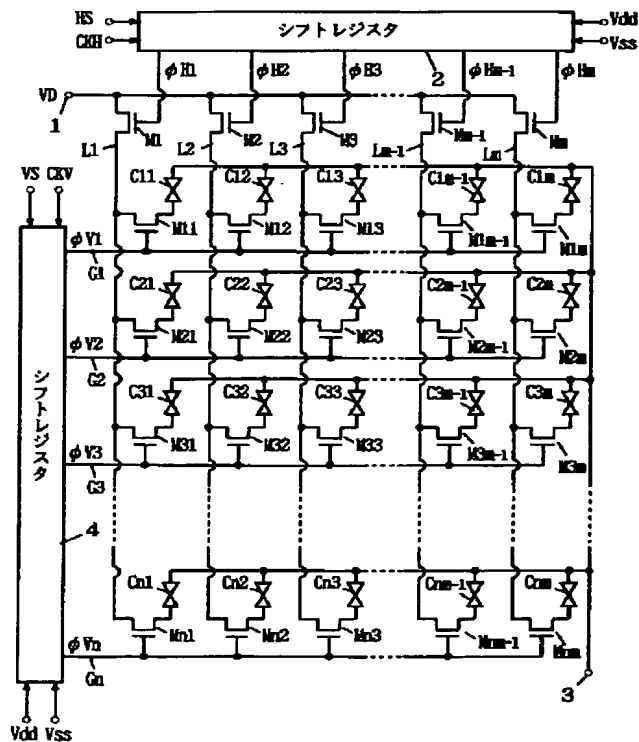 HS
シフトレジスタ
Vdd
CKH
Vss
2
φH1 φH2 φH3 φHm-1 φHm
VD
1
M1 M2 M3 Mm-1 Mm
L1 L2 L3 Lm-1 Lm
VS CKV
C11 C12 C13 C1m-1 C1m
φV1
M11 M12 M13 M1m-1 M1m
G1
C21 C22 C23 C2m-1 C2m
φV2
M21 M22 M23 M2m-1 M2m
G2
シフトレジスタ
C31 C32 C33 C3m-1 C3m
φV3
M31 M32 M33 M3m-1 M3m
G3
4
Cn1 Cn2 Cn3 Cnm-1 Cnm
φVn
Mn1 Mn2 Mn3 Mnm-1 Mnm
Gn
3
Vdd Vss